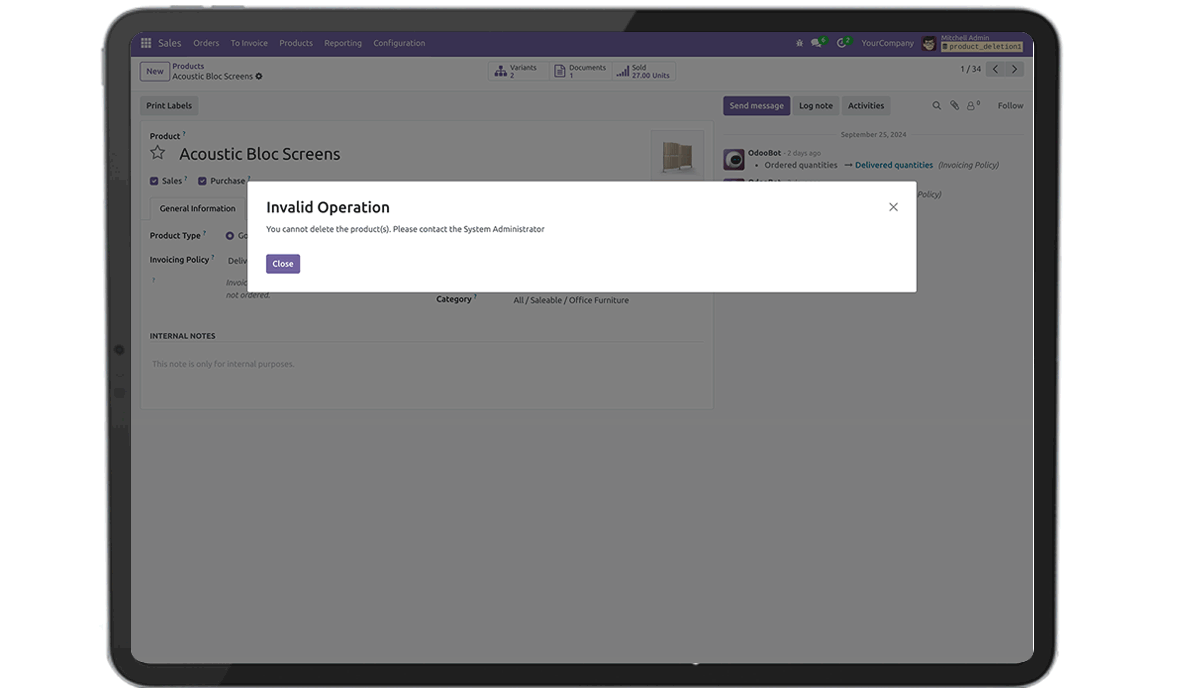 Sales Orders To Invoice Products Reporting Configuration 6 2 YourCompany Mitchell Admin
product_deletion1
New Products
Acoustic Bloc Screens
Variants 2 Documents 1 Sold 27.00 Units 1 / 34
Print Labels Send message Log note Activities 0 Follow
Product ?
September 25, 2024
Acoustic Bloc Screens
OdooBot - 2 days ago
Ordered quantities → Delivered quantities (Invoicing Policy)
Sales ? Purchase ?
OdooBot
Policy)
General Information
Invalid Operation
You cannot delete the product(s). Please contact the System Administrator
Close
Product Type ? Go
Invoicing Policy ? Deliv
? Invoic
not ordered.
Category ? All / Saleable / Office Furniture
INTERNAL NOTES
This note is only for internal purposes.